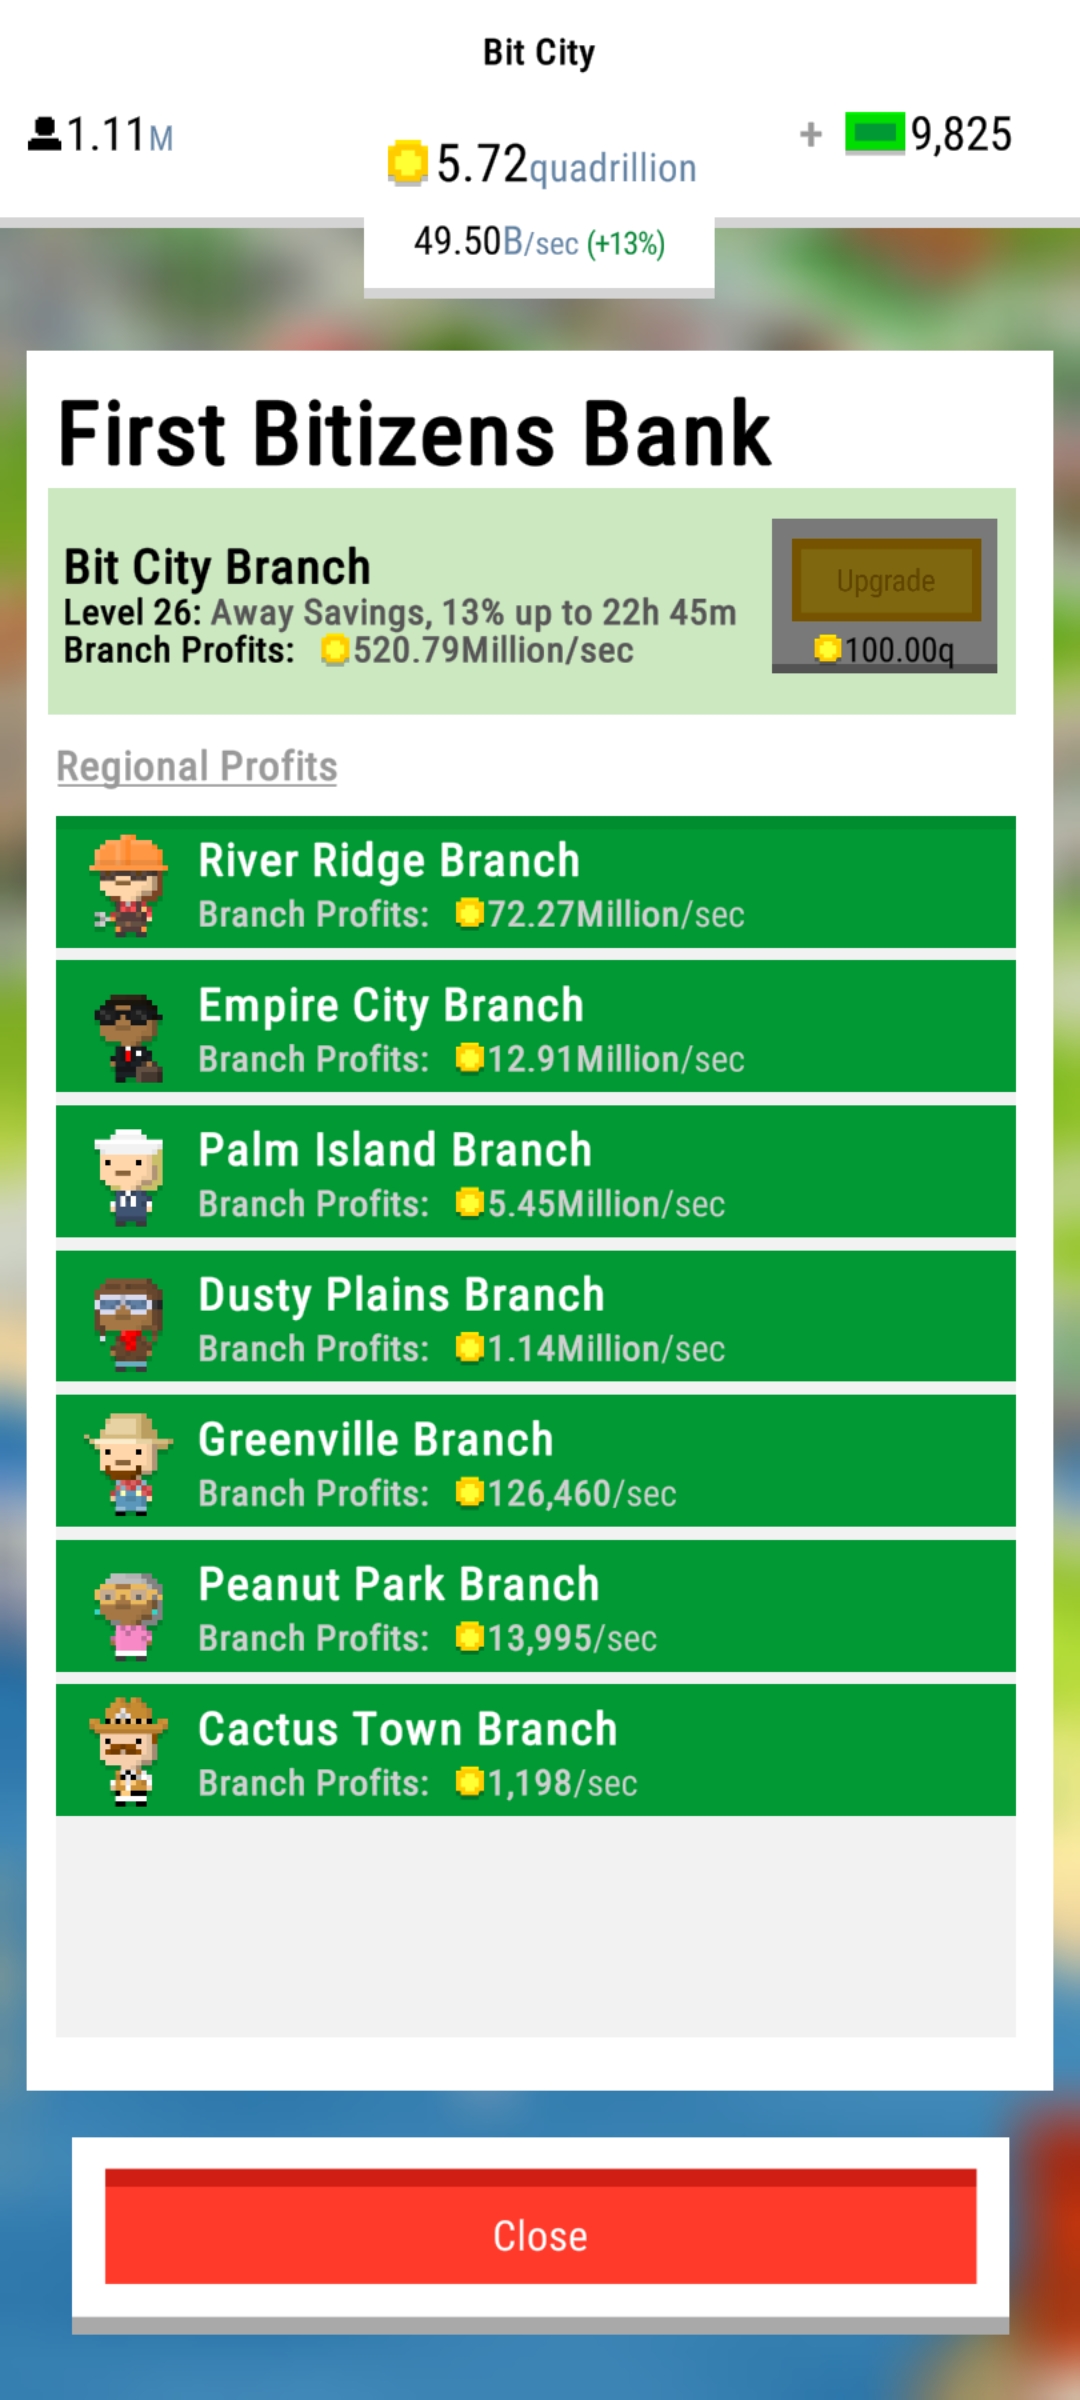 Bit City
1.11M
5.72quadrillion
+ 9,825
49.50B/sec (+13%)
First Bitizens Bank
Bit City Branch
Level 26: Away Savings, 13% up to 22h 45m
Branch Profits: 520.79Million/sec
Upgrade
100.00q
Regional Profits
River Ridge Branch
Branch Profits: 72.27Million/sec
Empire City Branch
Branch Profits: 12.91Million/sec
Palm Island Branch
Branch Profits: 5.45Million/sec
Dusty Plains Branch
Branch Profits: 1.14Million/sec
Greenville Branch
Branch Profits: 126,460/sec
Peanut Park Branch
Branch Profits: 13,995/sec
Cactus Town Branch
Branch Profits: 1,198/sec
Close